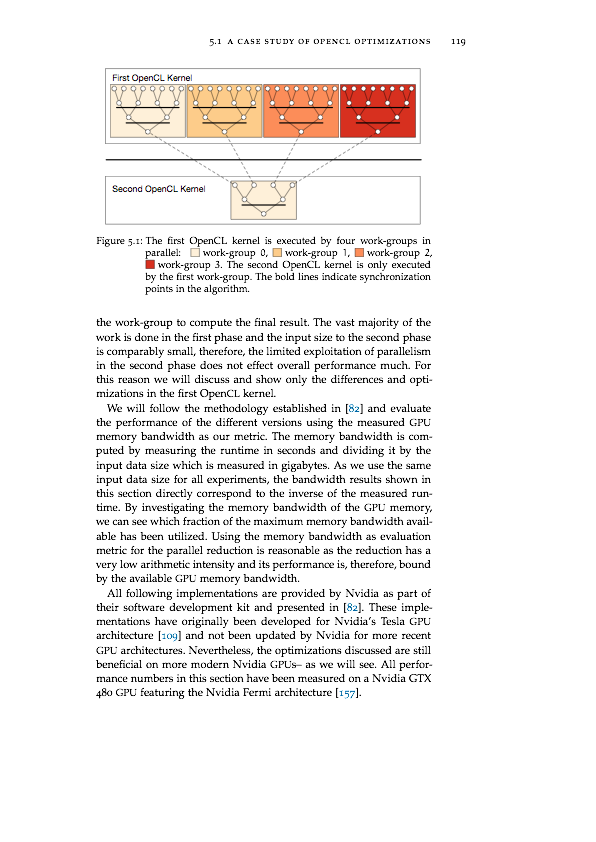 5.1 A CASE STUDY OF OPENCL OPTIMIZATIONS 119
First OpenCL Kernel
Second OpenCL Kernel
Figure 5.1: The first OpenCL kernel is executed by four work-groups in
parallel: work-group 0, work-group 1, work-group 2,
work-group 3. The second OpenCL kernel is only executed
by the first work-group. The bold lines indicate synchronization
points in the algorithm.
the work-group to compute the final result. The vast majority of the
work is done in the first phase and the input size to the second phase
is comparably small, therefore, the limited exploitation of parallelism
in the second phase does not effect overall performance much. For
this reason we will discuss and show only the differences and opti-
mizations in the first OpenCL kernel.
We will follow the methodology established in [82] and evaluate
the performance of the different versions using the measured GPU
memory bandwidth as our metric. The memory bandwidth is com-
puted by measuring the runtime in seconds and dividing it by the
input data size which is measured in gigabytes. As we use the same
input data size for all experiments, the bandwidth results shown in
this section directly correspond to the inverse of the measured run-
time. By investigating the memory bandwidth of the GPU memory,
we can see which fraction of the maximum memory bandwidth avail-
able has been utilized. Using the memory bandwidth as evaluation
metric for the parallel reduction is reasonable as the reduction has a
very low arithmetic intensity and its performance is, therefore, bound
by the available GPU memory bandwidth.
All following implementations are provided by Nvidia as part of
their software development kit and presented in [82]. These imple-
mentations have originally been developed for Nvidia's Tesla GPU
architecture [109] and not been updated by Nvidia for more recent
GPU architectures. Nevertheless, the optimizations discussed are still
beneficial on more modern Nvidia GPUs– as we will see. All perfor-
mance numbers in this section have been measured on a Nvidia GTX
480 GPU featuring the Nvidia Fermi architecture [157].